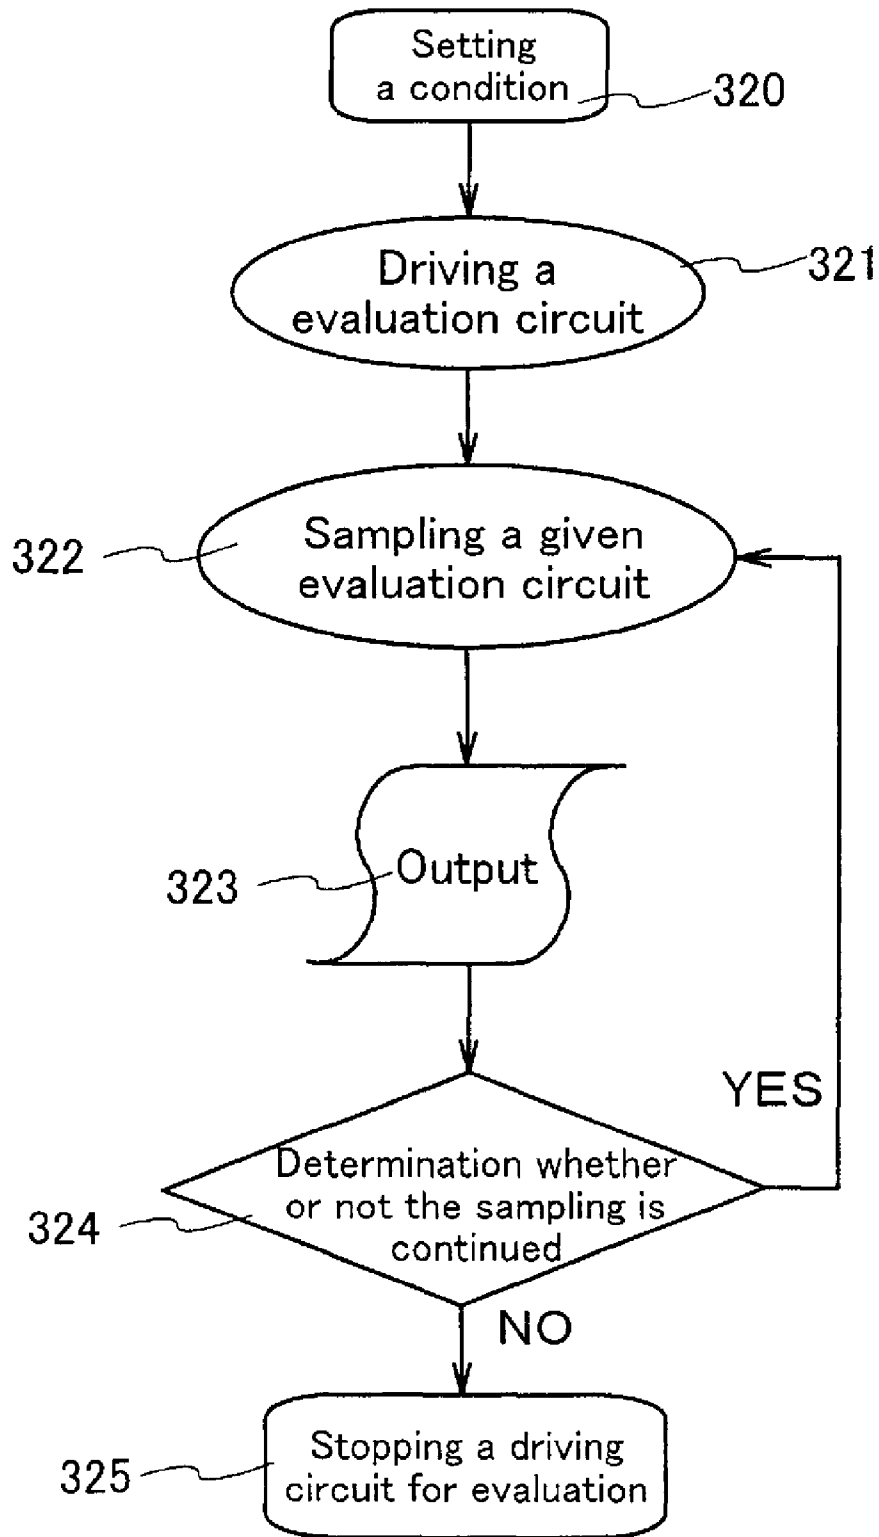 Setting
a condition
320
Driving a
evaluation circuit
321
Sampling a given
evaluation circuit
322
Output
323
Determination whether
or not the sampling is
continued
324
YES
NO
Stopping a driving
circuit for evaluation
325